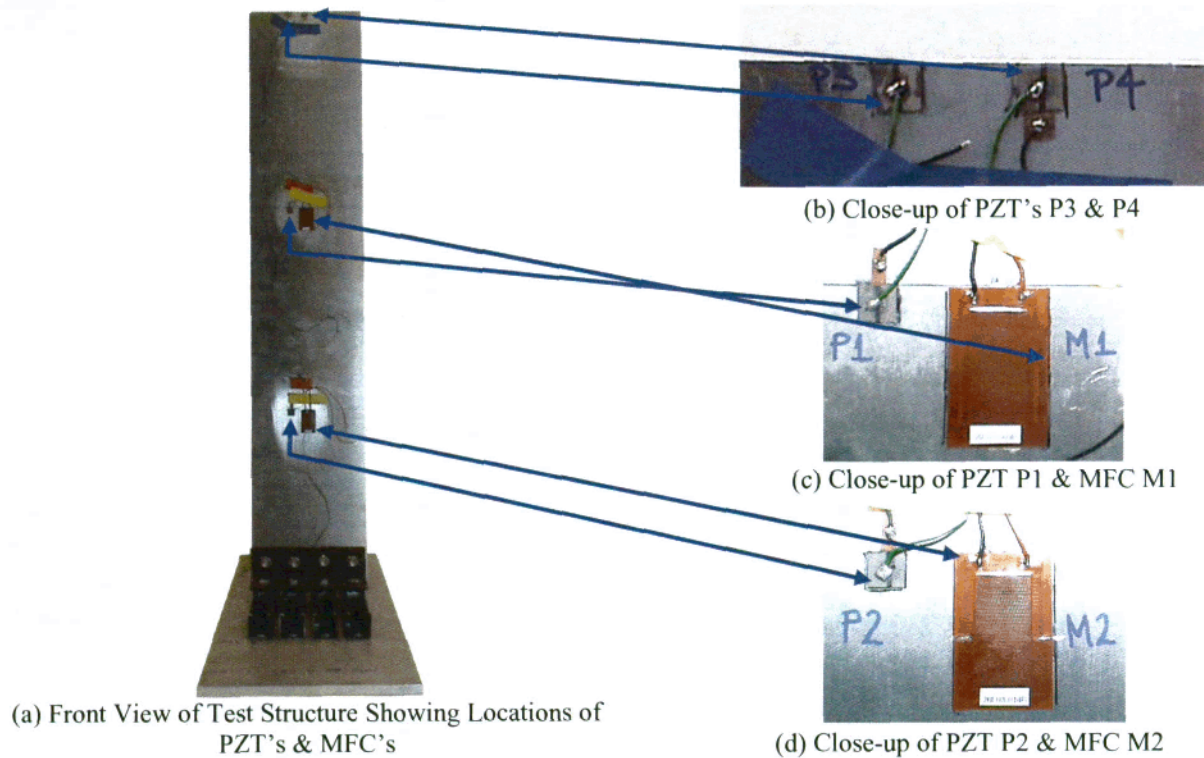 P3
P4
(b) Close-up of PZT's P3 & P4
P1
M1
(c) Close-up of PZT P1 & MFC M1
P2
M2
(a) Front View of Test Structure Showing Locations of
PZT's & MFC's
(d) Close-up of PZT P2 & MFC M2